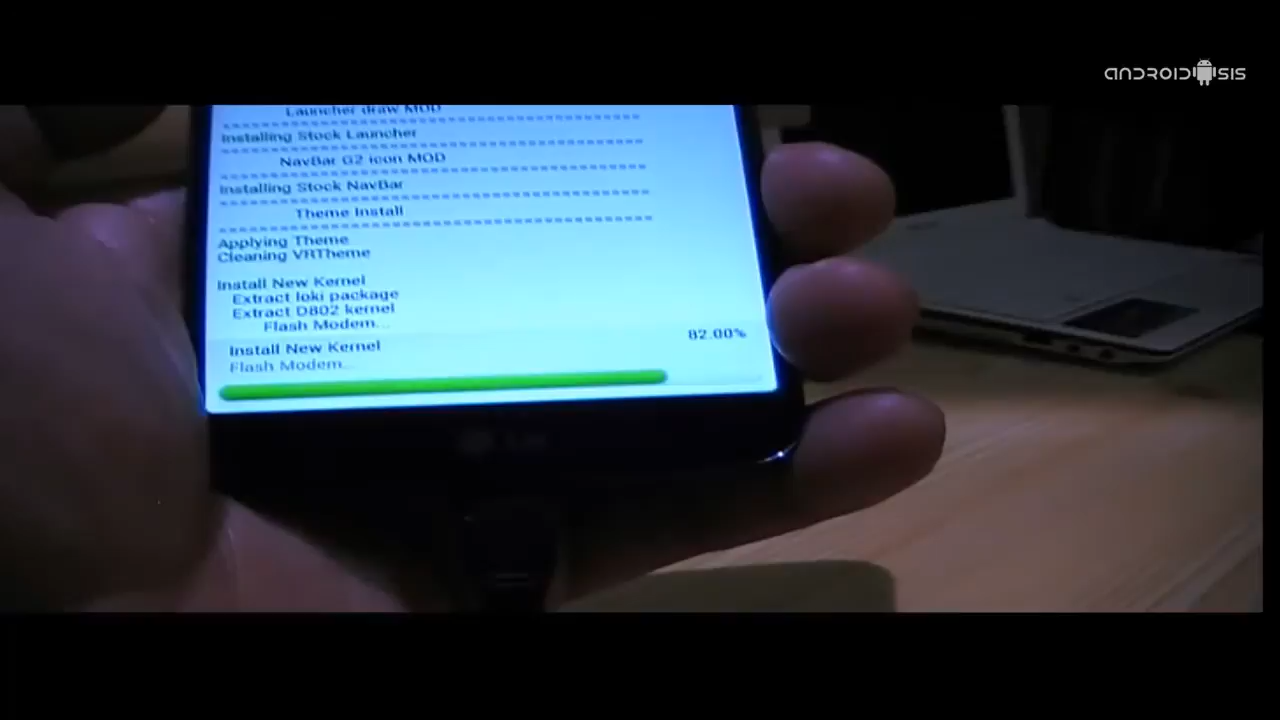 ANDROIDSIS
Launcher draw MOD
Installing Stock Launcher
NavBar G2 icon MOD
Installing Stock NavBar
Theme Install
Applying Theme
Cleaning VRTheme
Install New Kernel
Extract loki package
Extract D802 kernel
Flash Modem...
82.00%
Install New Kernel
Flash Modem...
LG